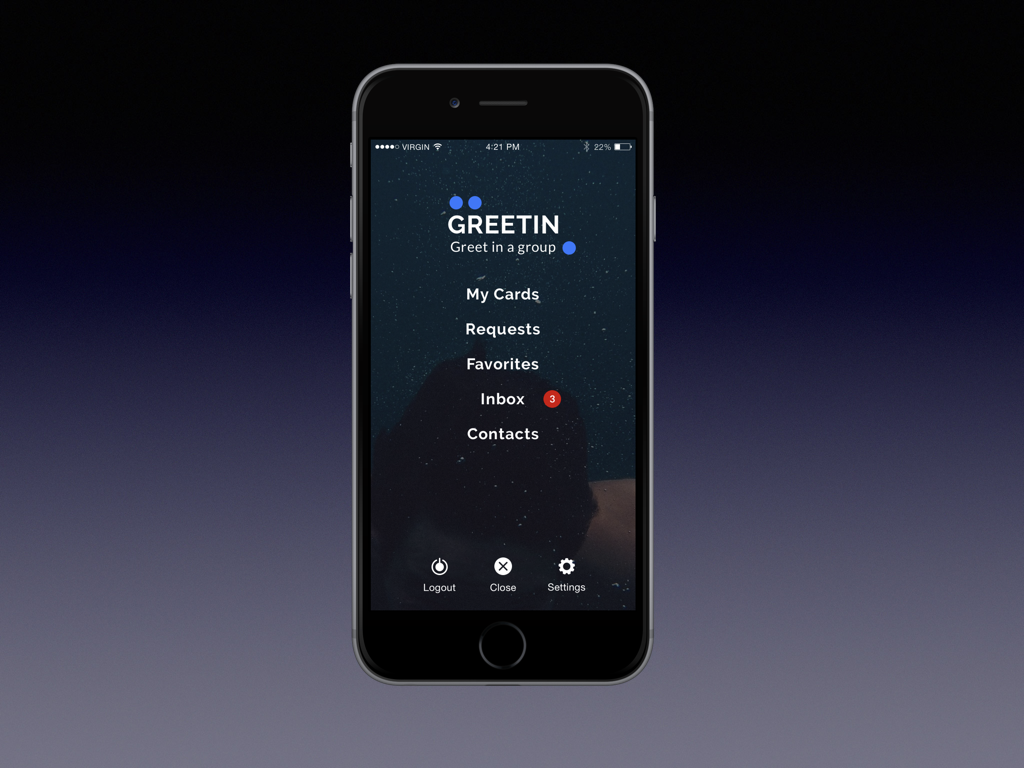 VIRGIN 4:21 PM 22%
GREETIN
Greet in a group
My Cards
Requests
Favorites
Inbox 3
Contacts
Logout Close Settings